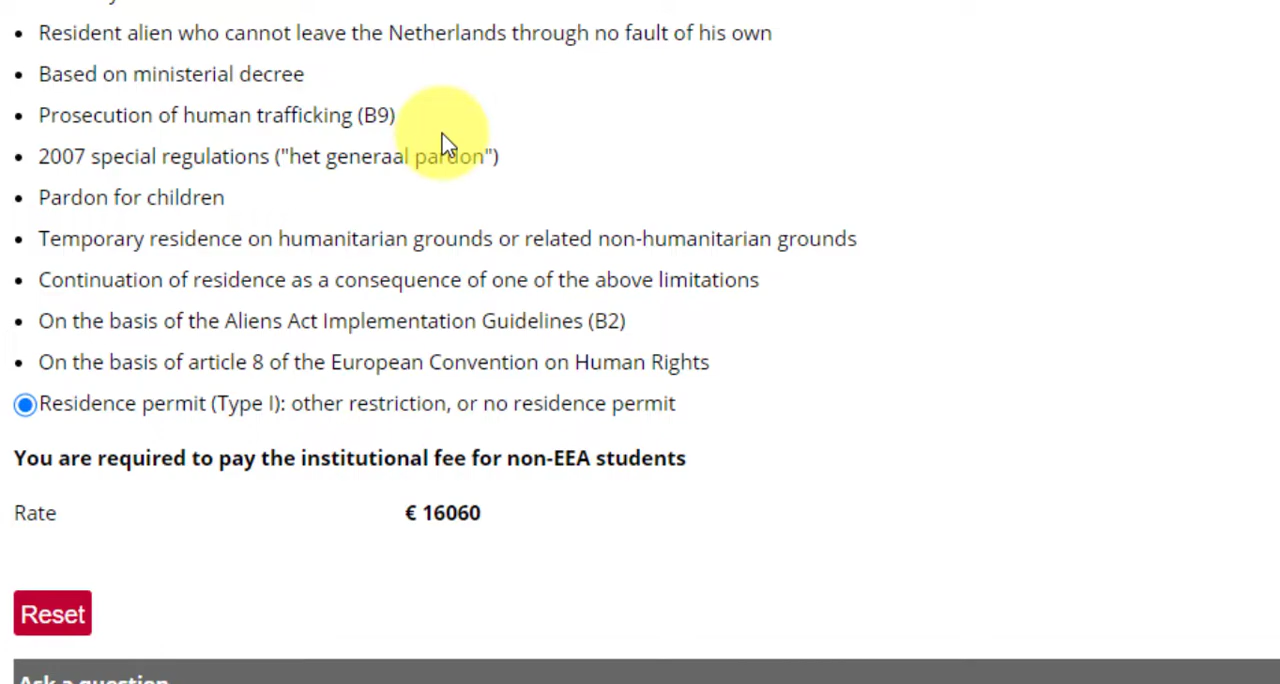 Resident alien who cannot leave the Netherlands through no fault of his own
Based on ministerial decree
Prosecution of human trafficking (B9)
2007 special regulations ("het generaal pardon")
Pardon for children
Temporary residence on humanitarian grounds or related non-humanitarian grounds
Continuation of residence as a consequence of one of the above limitations
On the basis of the Aliens Act Implementation Guidelines (B2)
On the basis of article 8 of the European Convention on Human Rights
Residence permit (Type I): other restriction, or no residence permit
You are required to pay the institutional fee for non-EEA students
Rate € 16060
Reset
Ask a question